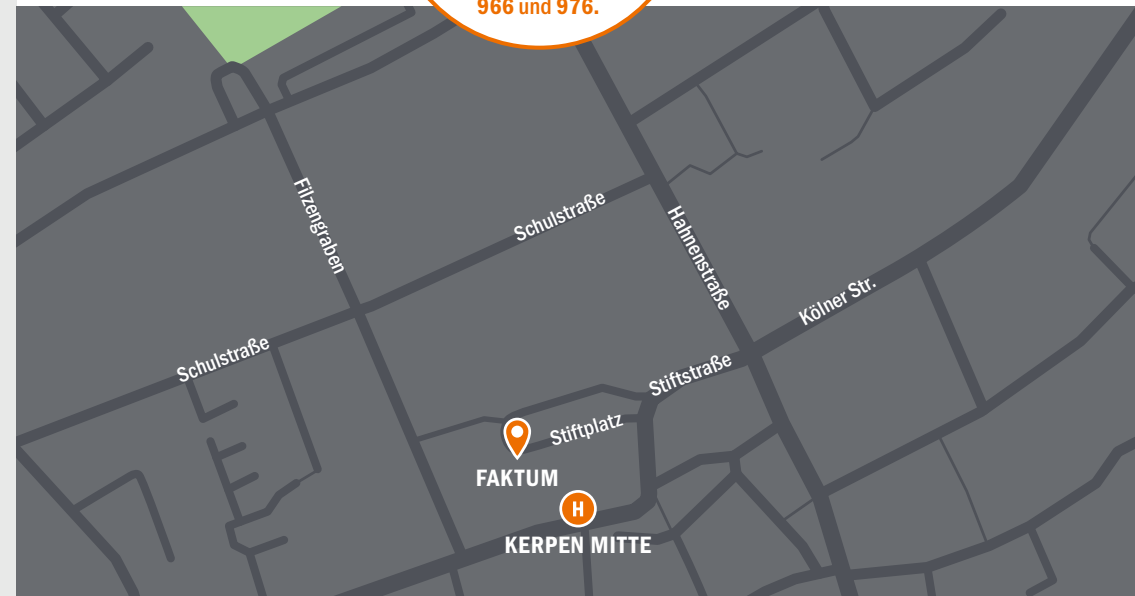 966 und 976.
Filzengraben
Schulstraße
Hahnenstraße
Kölner Str.
Schulstraße
Stiftstraße
Stiftplatz
FAKTUM
H
KERPEN MITTE